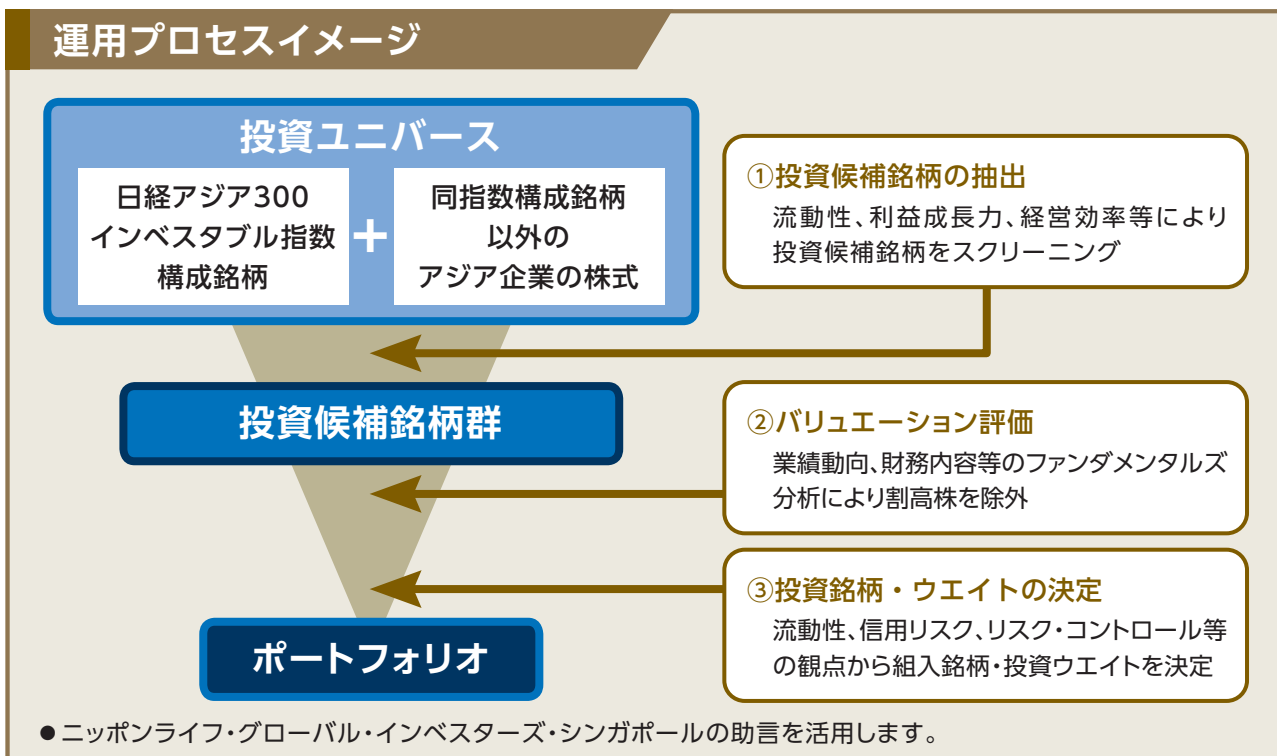 運用プロセスイメージ
投資ユニバース
日経アジア300
インベスタブル指数
構成銘柄
+
同指数構成銘柄
以外の
アジア企業の株式
①投資候補銘柄の抽出
流動性、利益成長力、経営効率等により
投資候補銘柄をスクリーニング
投資候補銘柄群
②バリュエーション評価
業績動向、財務内容等のファンダメンタルズ
分析により割高株を除外
③投資銘柄・ウエイトの決定
流動性、信用リスク、リスク・コントロール等
の観点から組入銘柄・投資ウエイトを決定
ポートフォリオ
●ニッポンライフ・グローバル・インベスターズ・シンガポールの助言を活用します。